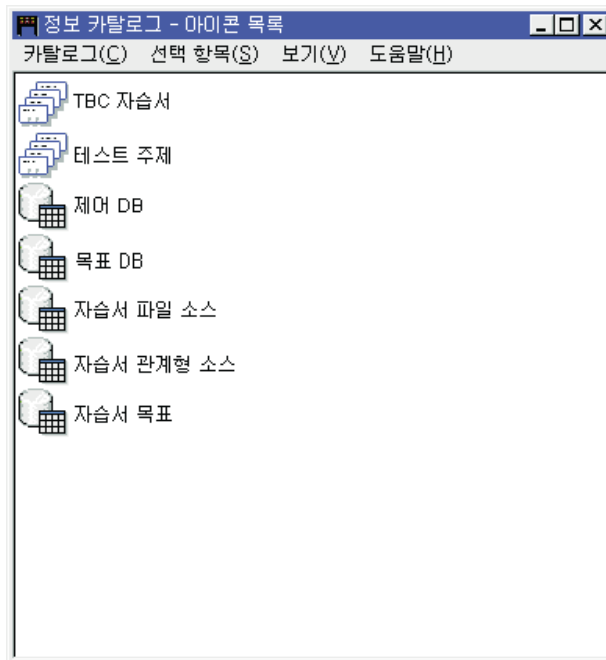 정보 카탈로그 - 아이콘 목록
카탈로그(C) 선택 항목(S) 보기(V) 도움말(H)
TBC 자습서
테스트 주제
제어 DB
목표 DB
자습서 파일 소스
자습서 관계형 소스
자습서 목표